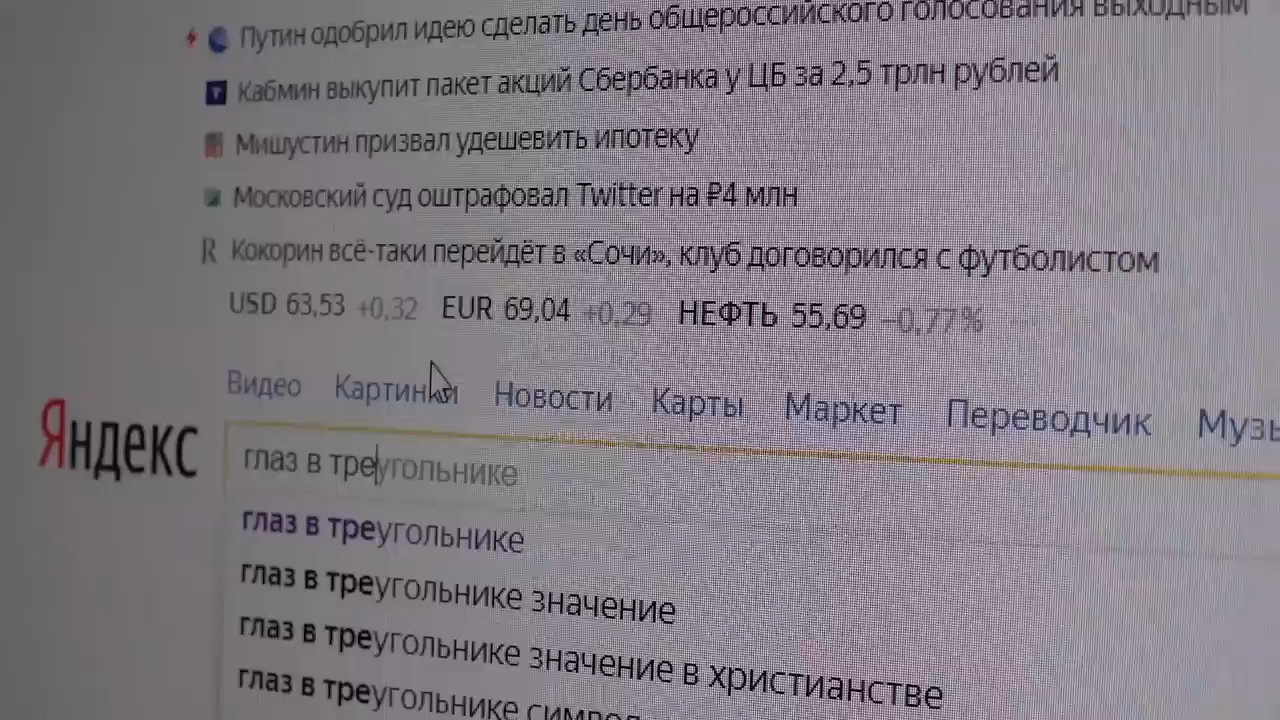 Путин одобрил идею сделать день общероссийского голосования выходным
Кабмин выкупит пакет акций Сбербанка у ЦБ за 2,5 трлн рублей
Мишустин призвал удешевить ипотеку
Московский суд оштрафовал Twitter на ₽4 млн
R Кокорин всё-таки перейдёт в «Сочи», клуб договорился с футболистом
USD 63,53 +0,32 EUR 69,04 +0,29 НЕФТЬ 55,69 −0,77%
Видео Картинки Новости Карты Маркет Переводчик Музы
Яндекс
глаз в треугольнике
глаз в треугольнике
глаз в треугольнике значение
глаз в треугольнике значение в христианстве
глаз в треугольнике символ